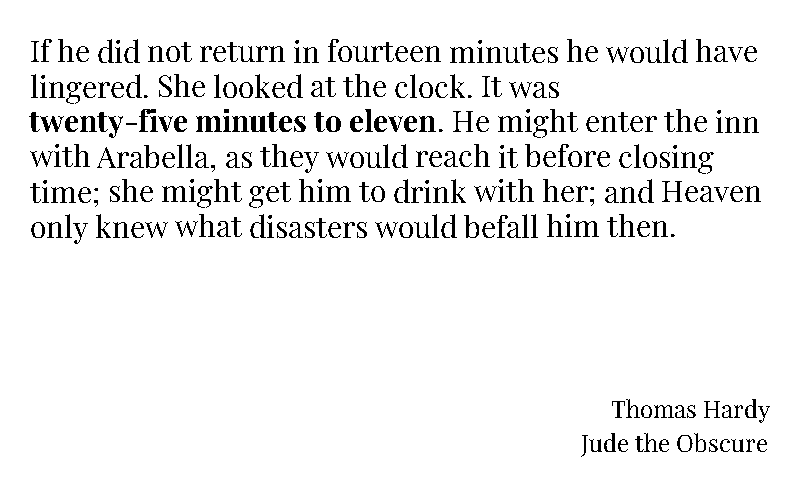 If he did not return in fourteen minutes he would have
lingered. She looked at the clock. It was
twenty-five minutes to eleven. He might enter the inn
with Arabella, as they would reach it before closing
time; she might get him to drink with her; and Heaven
only knew what disasters would befall him then.
Thomas Hardy
Jude the Obscure